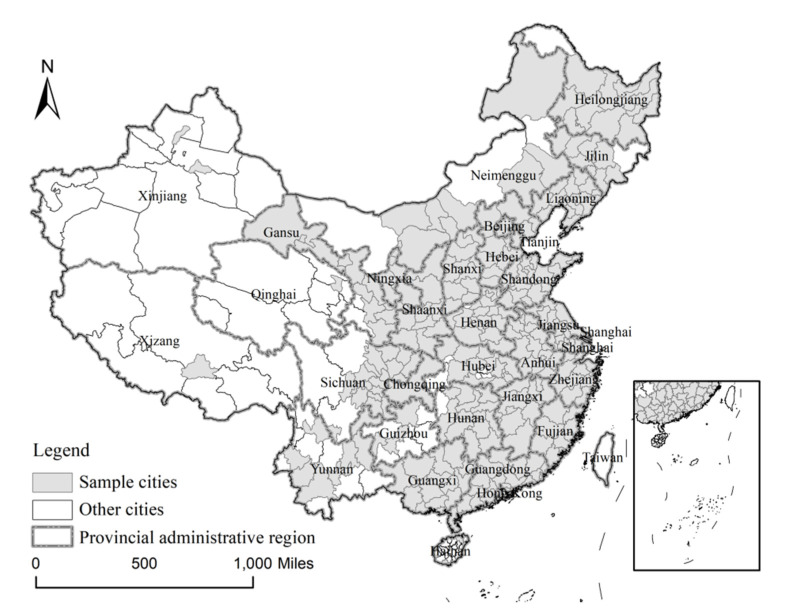 N
Heilongjiang
Jilin
Neimenggu
Liaoning
Xinjiang
Beijing
Gansu
Tianjin
Hebei
Shanxi
Ningxia
Shandong
Qinghai
Shaanxi
Henan
Jiangsu
Shanghai
Xizang
Shanghai
Anhui
Hubei
Sichuan
Chongqing
Zhejiang
Jiangxi
Hunan
Guizhou
Fujian
Taiwan
Yunnan
Guangdong
Guangxi
Hong Kong
Hainan
Legend
Sample cities
Other cities
Provincial administrative region
0 500 1,000 Miles